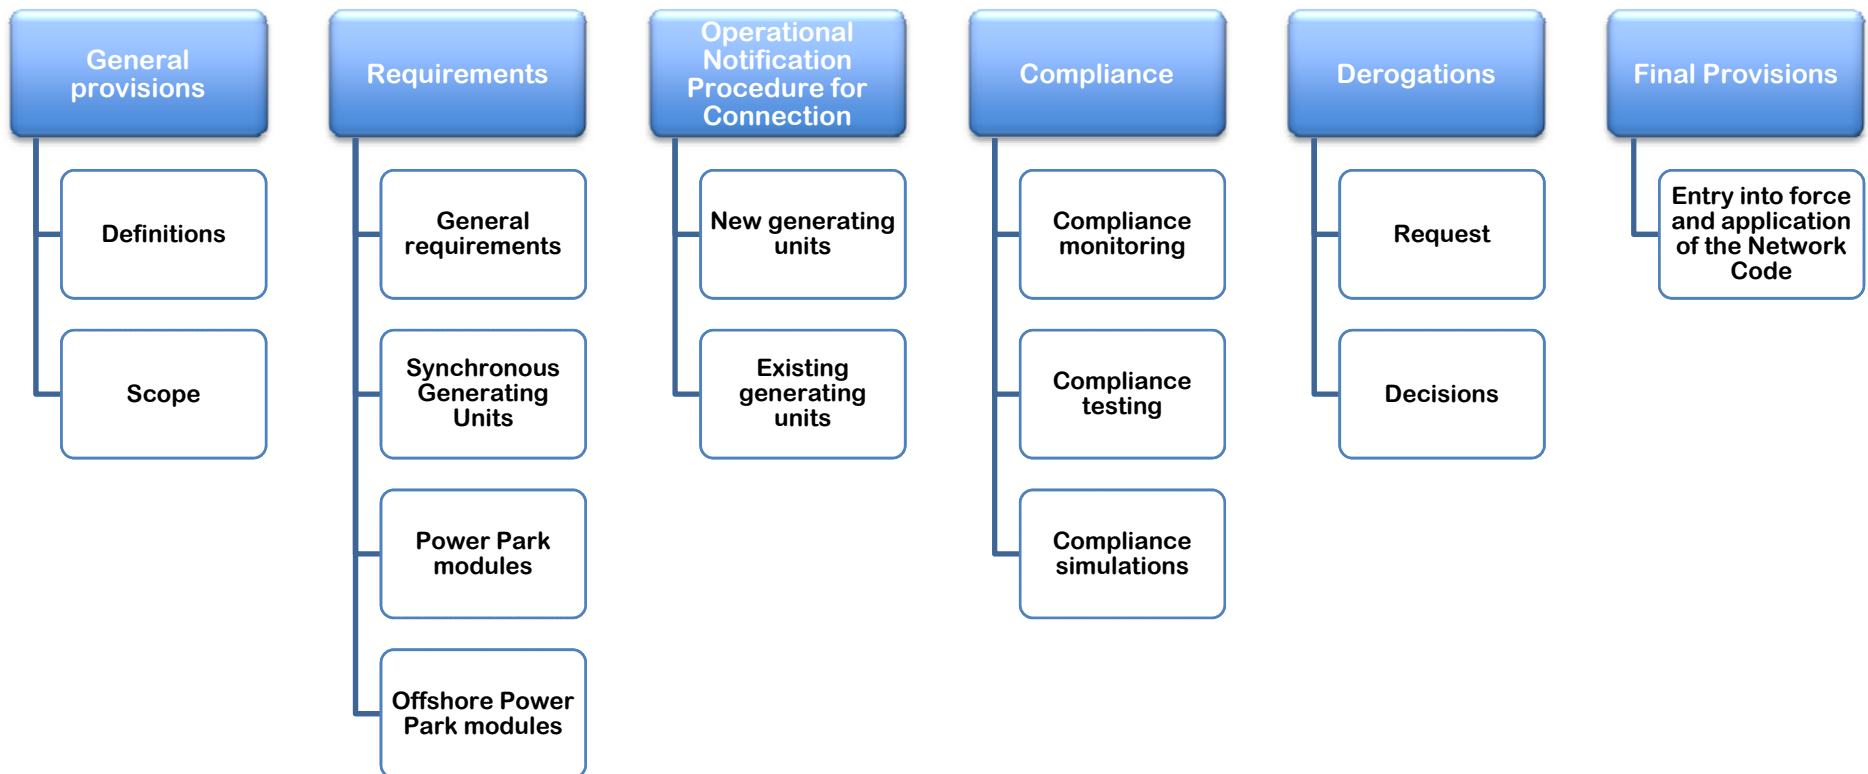 General
provisions
Definitions
Scope
Requirements
General
requirements
Synchronous
Generating
Units
Power Park
modules
Offshore Power
Park modules
Operational
Notification
Procedure for
Connection
New generating
units
Existing
generating
units
Compliance
Compliance
monitoring
Compliance
testing
Compliance
simulations
Derogations
Request
Decisions
Final Provisions
Entry into force
and application
of the Network
Code